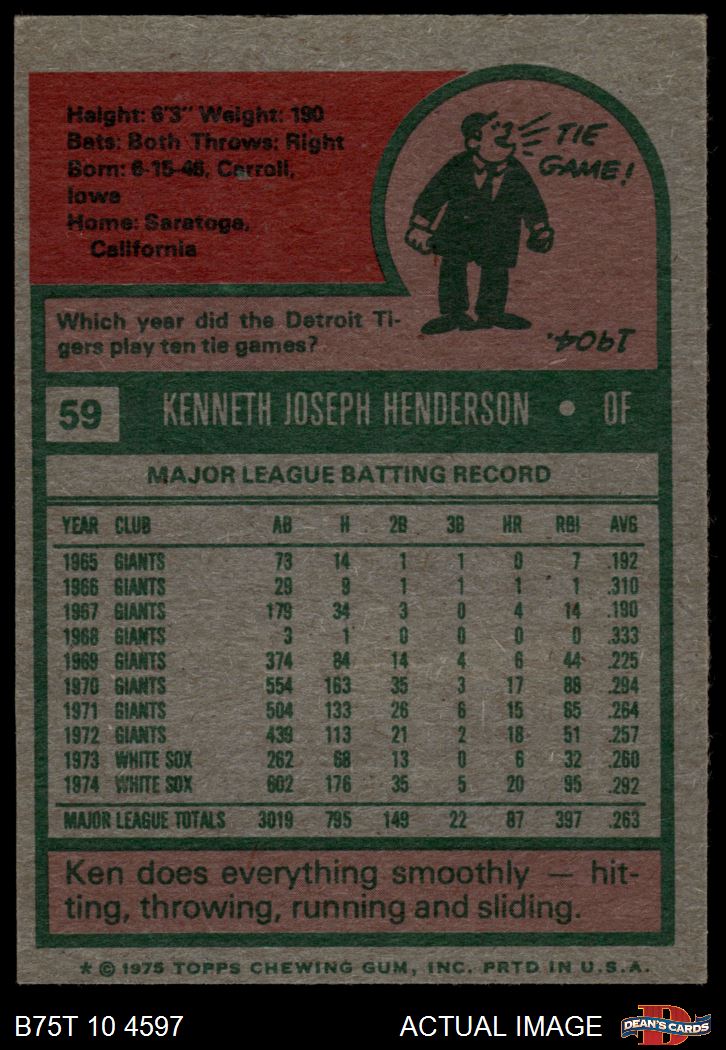 Height: 6'3" Weight: 190
Bats: Both Throws: Right
Born: 6-15-46, Carroll,
Iowa
Home: Saratoga,
California
TIE
GAME!
Which year did the Detroit Ti-
gers play ten tie games?
1904.
59 KENNETH JOSEPH HENDERSON • OF
MAJOR LEAGUE BATTING RECORD
YEAR CLUB AB H 2B 3B HR RBI AVG
1965 GIANTS 73 14 1 1 0 7 .192
1966 GIANTS 29 9 1 1 1 1 .310
1967 GIANTS 179 34 3 0 4 14 .190
1968 GIANTS 3 1 0 0 0 0 .333
1969 GIANTS 374 84 14 4 6 44 .225
1970 GIANTS 554 163 35 3 17 88 .294
1971 GIANTS 504 133 26 6 15 65 .264
1972 GIANTS 439 113 21 2 18 51 .257
1973 WHITE SOX 262 68 13 0 6 32 .260
1974 WHITE SOX 602 176 35 5 20 95 .292
MAJOR LEAGUE TOTALS 3019 795 149 22 87 397 .263
Ken does everything smoothly — hit-
ting, throwing, running and sliding.
* © 1975 TOPPS CHEWING GUM, INC. PRTD IN U.S.A.
B75T 10 4597 ACTUAL IMAGE D DEAN'S CARDS